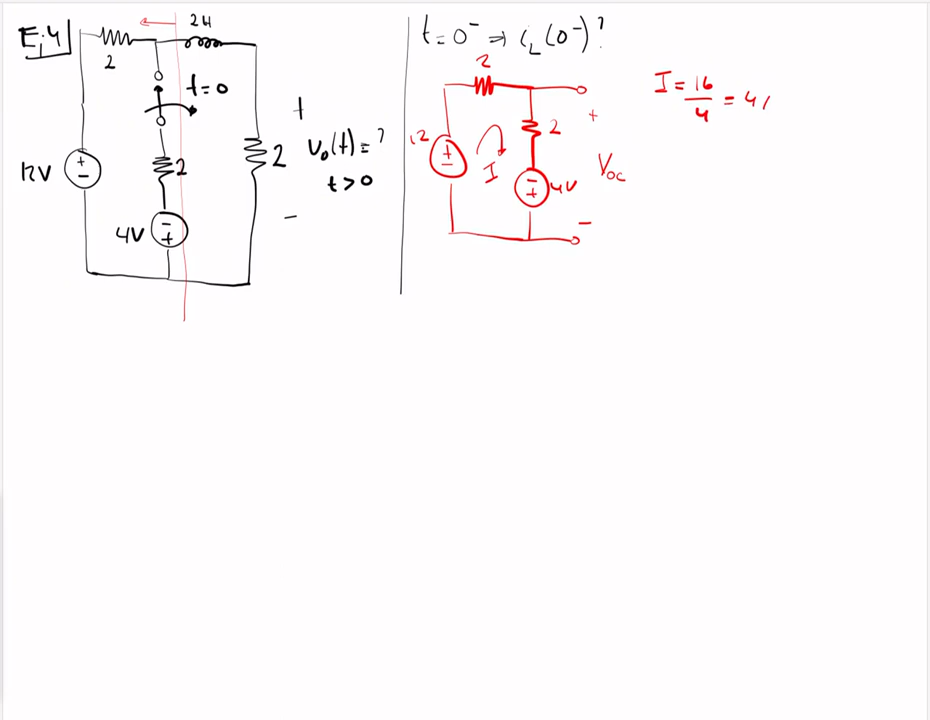 E.4
2H
2
t=0
12V
+
-
2
4V
-
+
2
+
v₀(t)=?
t>0
-
t=0⁻ ⇒ i_L(0⁻)?
2
12
+
-
I
2
-
+
4V
+
V_OC
-
I = 16/4 = 4A